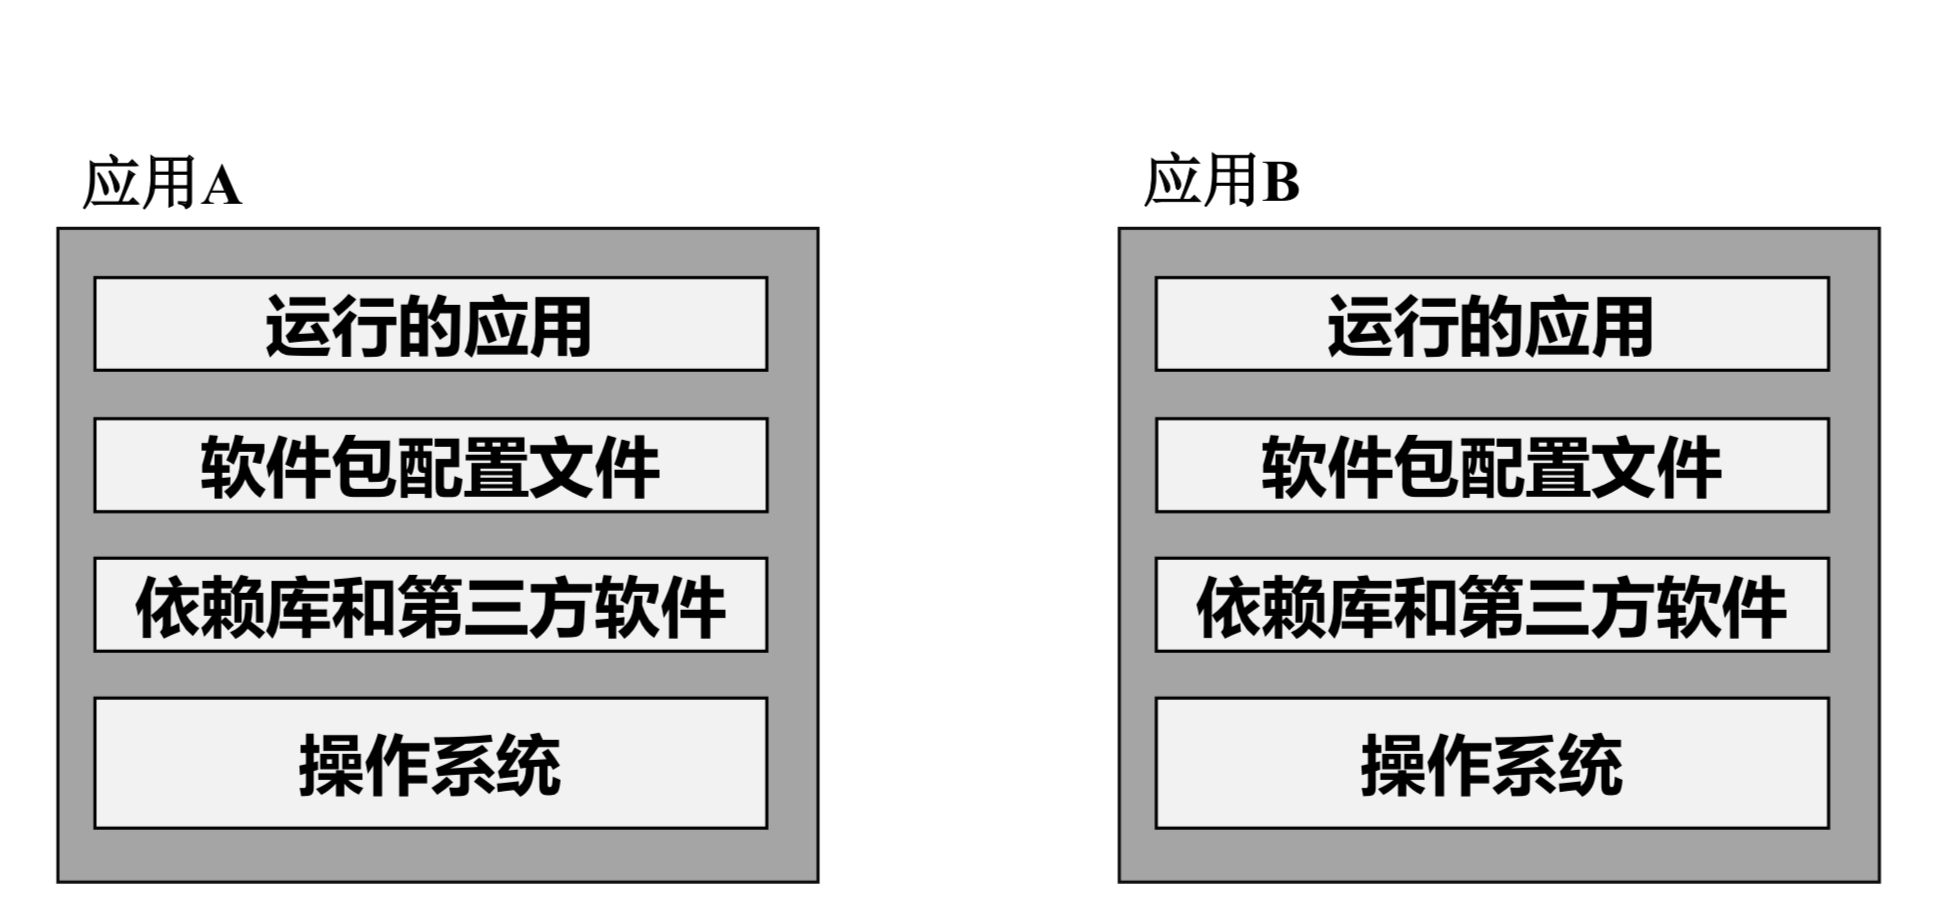 应用A
运行的应用
软件包配置文件
依赖库和第三方软件
操作系统
应用B
运行的应用
软件包配置文件
依赖库和第三方软件
操作系统